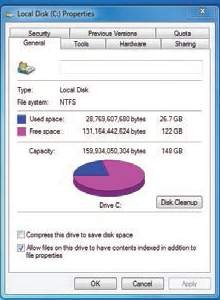 Local Disk (C:) Properties
Security Previous Versions Quota
General Tools Hardware Sharing
Type: Local Disk
File system: NTFS
Used space: 28,769,607,680 bytes 26.7 GB
Free space: 131,164,442,624 bytes 122 GB
Capacity: 159,934,050,304 bytes 148 GB
Drive C: Disk Cleanup
Compress this drive to save disk space
Allow files on this drive to have contents indexed in addition to
file properties
OK Cancel Apply